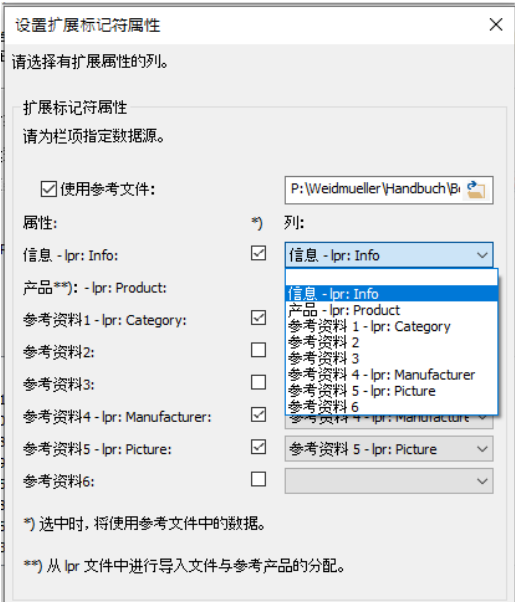 设置扩展标记符属性
请选择有扩展属性的列。
扩展标记符属性
请为栏项指定数据源。
使用参考文件:
P:\Weidmueller\Handbuch\B
属性:
*)
列:
信息 - lpr: Info:
信息 - lpr: Info
产品**): - lpr: Product:
信息 - lpr: Info
产品 - lpr: Product
参考资料 1 - lpr: Category
参考资料 2
参考资料 3
参考资料 4 - lpr: Manufacturer
参考资料 5 - lpr: Picture
参考资料 6
参考资料1 - lpr: Category:
参考资料2:
参考资料3:
参考资料4 - lpr: Manufacturer:
参考资料 4 - lpr: Manufacture
参考资料5 - lpr: Picture:
参考资料 5 - lpr: Picture
参考资料6:
*) 选中时, 将使用参考文件中的数据。
**) 从 lpr 文件中进行导入文件与参考产品的分配。